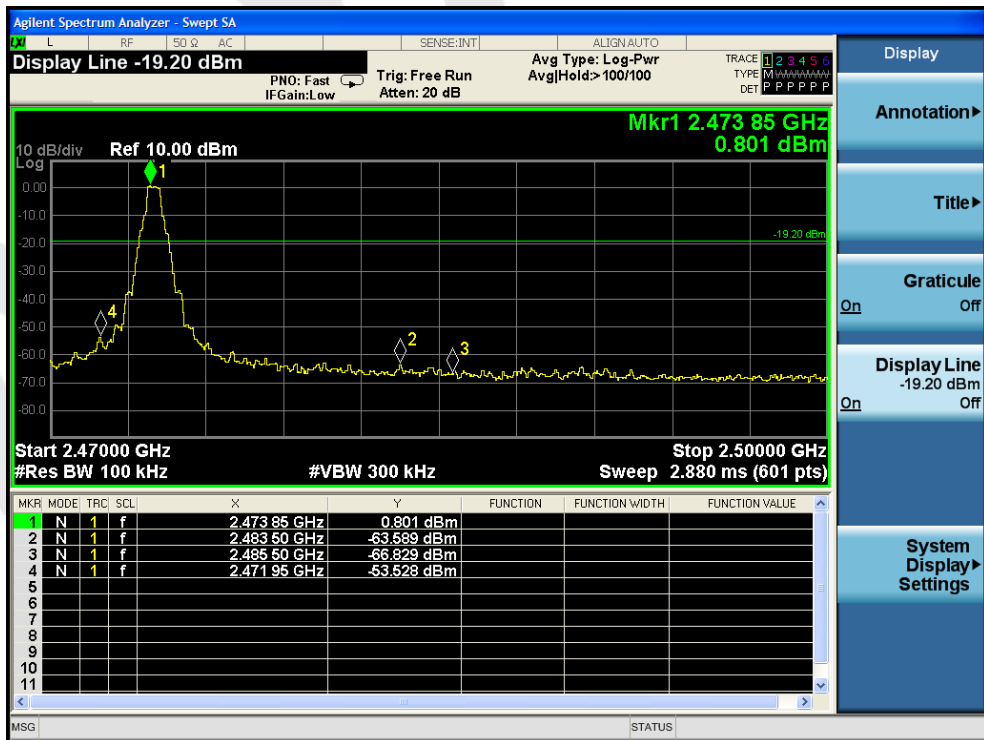 Agilent Spectrum Analyzer - Swept SA
LXI L RF 50 Ω AC SENSE:INT ALIGNAUTO
Display Line -19.20 dBm
PNO: Fast
IFGain:Low
Trig: Free Run
Atten: 20 dB
Avg Type: Log-Pwr
Avg|Hold:> 100/100
TRACE 1 2 3 4 5 6
TYPE M
DET P P P P P P
Mkr1 2.473 85 GHz
0.801 dBm
10 dB/div Ref 10.00 dBm
Log
1
0.00
-10.0
-19.20 dBm
-20.0
-30.0
-40.0
4
-50.0
2
3
-60.0
-70.0
-80.0
Start 2.47000 GHz Stop 2.50000 GHz
#Res BW 100 kHz #VBW 300 kHz Sweep 2.880 ms (601 pts)
MKR MODE TRC SCL X Y FUNCTION FUNCTION WIDTH FUNCTION VALUE
1 N 1 f 2.473 85 GHz 0.801 dBm
2 N 1 f 2.483 50 GHz -63.589 dBm
3 N 1 f 2.485 50 GHz -66.829 dBm
4 N 1 f 2.471 95 GHz -53.528 dBm
5
6
7
8
9
10
11
MSG STATUS
Display
Annotation
Title
Graticule
On Off
Display Line
-19.20 dBm
On Off
System
Display
Settings